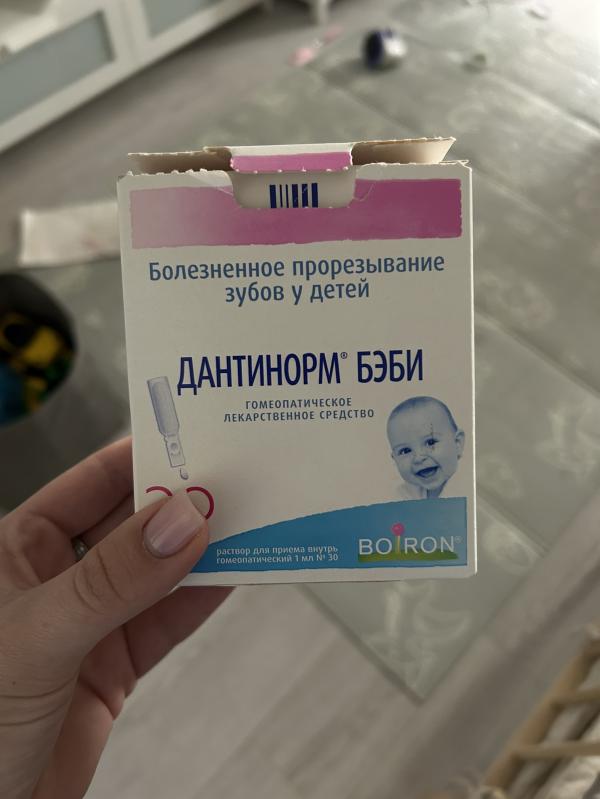 Болезненное прорезывание
зубов у детей
ДАНТИНОРМ® БЭБИ
ГОМЕОПАТИЧЕСКОЕ
ЛЕКАРСТВЕННОЕ СРЕДСТВО
раствор для приема внутрь
гомеопатический 1 мл № 30
BOIRON®